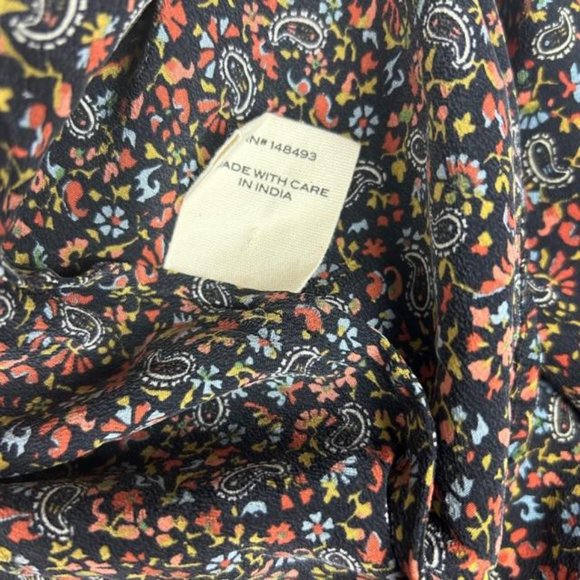 N# 148493
ADE WITH CARE
IN INDIA